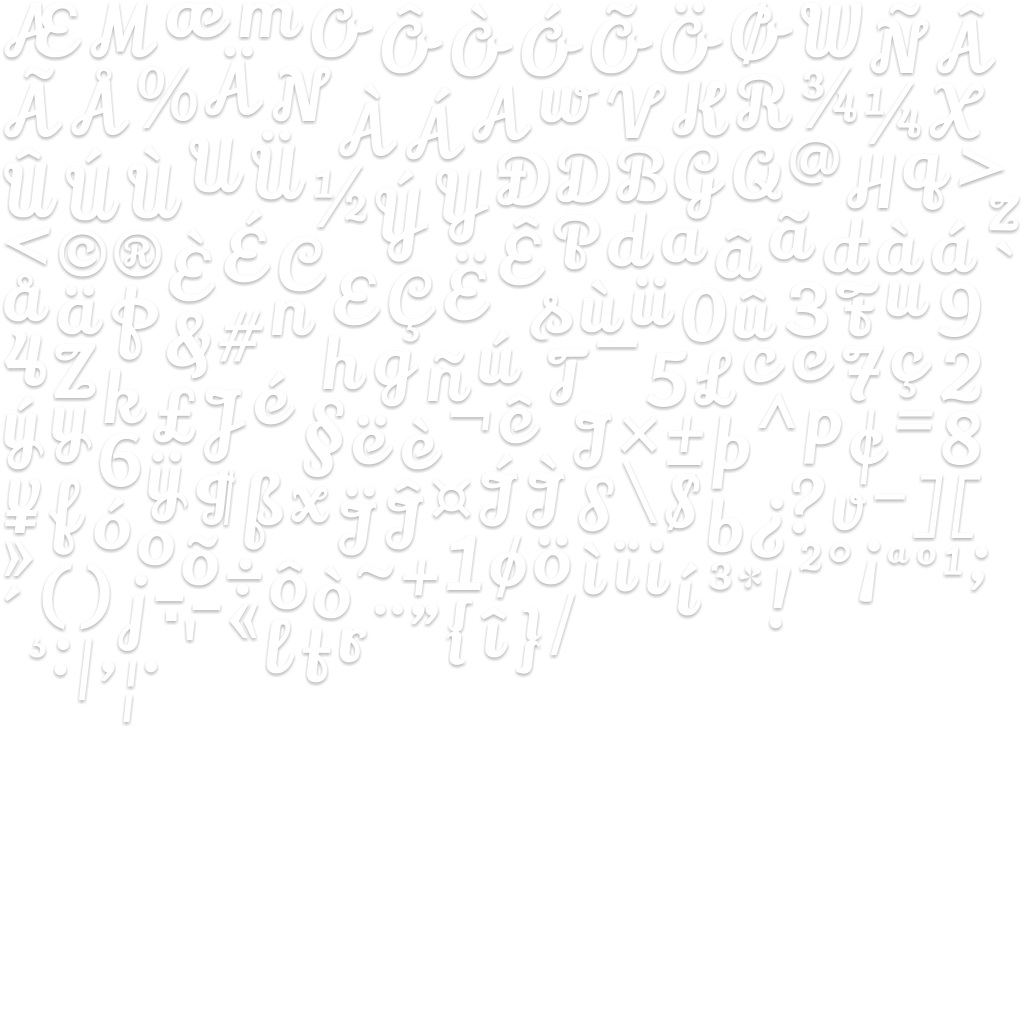 Æ M æ m O Ô Ò Ó Õ Ö Ø W Ñ Â
Ã Å % Ä N À Á A w V K R ¾ ¼ X
Û Ú Ù U Ü ½ Ý Y Ð D B G Q @ H q >
< © ® È É C Ê P d a â ã đ à á z `
å ä þ & # n E Ç Ë 8 ù ü 0 û 3 u 9
4 Z k £ J é h g ñ ú T ¯ 5 £ c e 7 ç 2
ý y 6 § ë è ¬ ê × ± þ ^ p ¢ = 8
¥ f ó ÿ ¶ ß x ¤ Í Ì S \ $ b ¿ ? v - ] [
» o õ ÷ ô ò ~ + 1 ø ö ì ï i í ³ * ! ² º ¡ ª º ¹ ;
´ ( ) j · ' « ¨ ” { î } /
¸ : | , ¦ . l f r